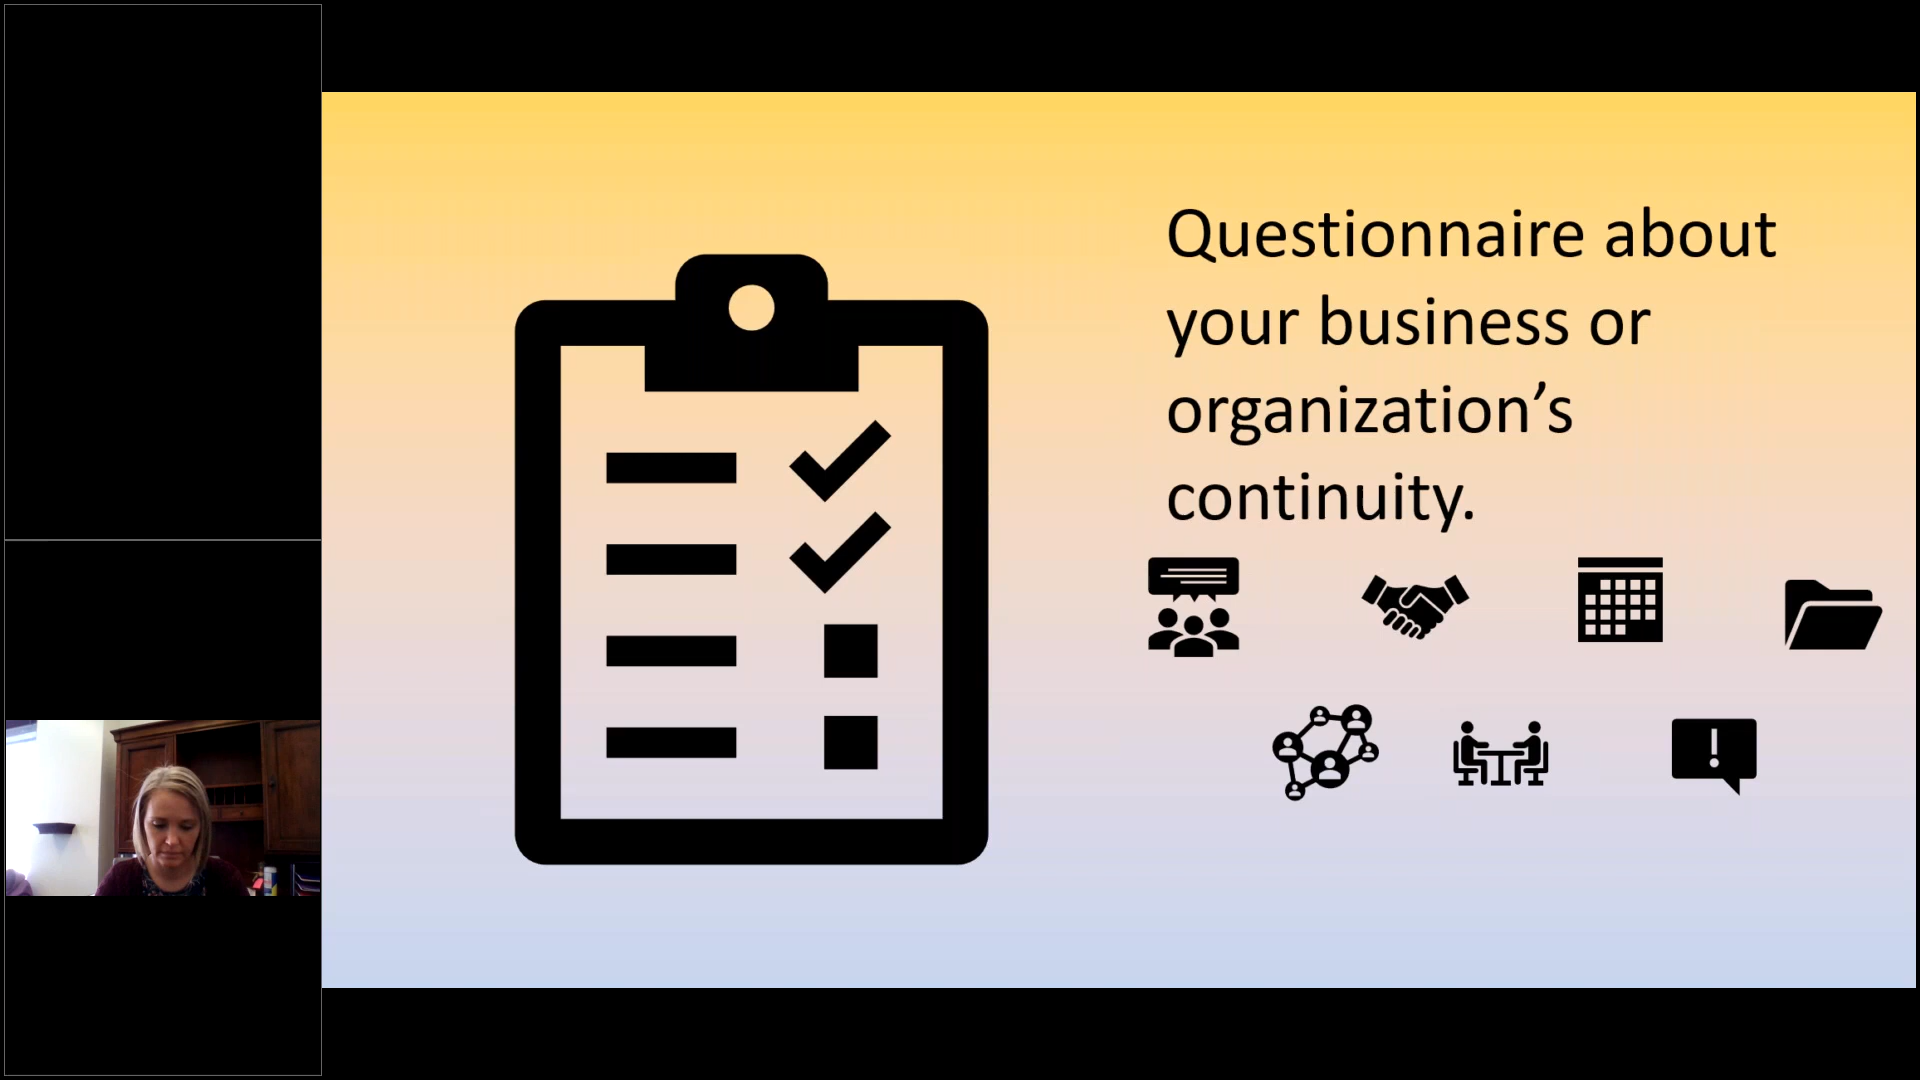 Questionnaire about
your business or
organization’s
continuity.